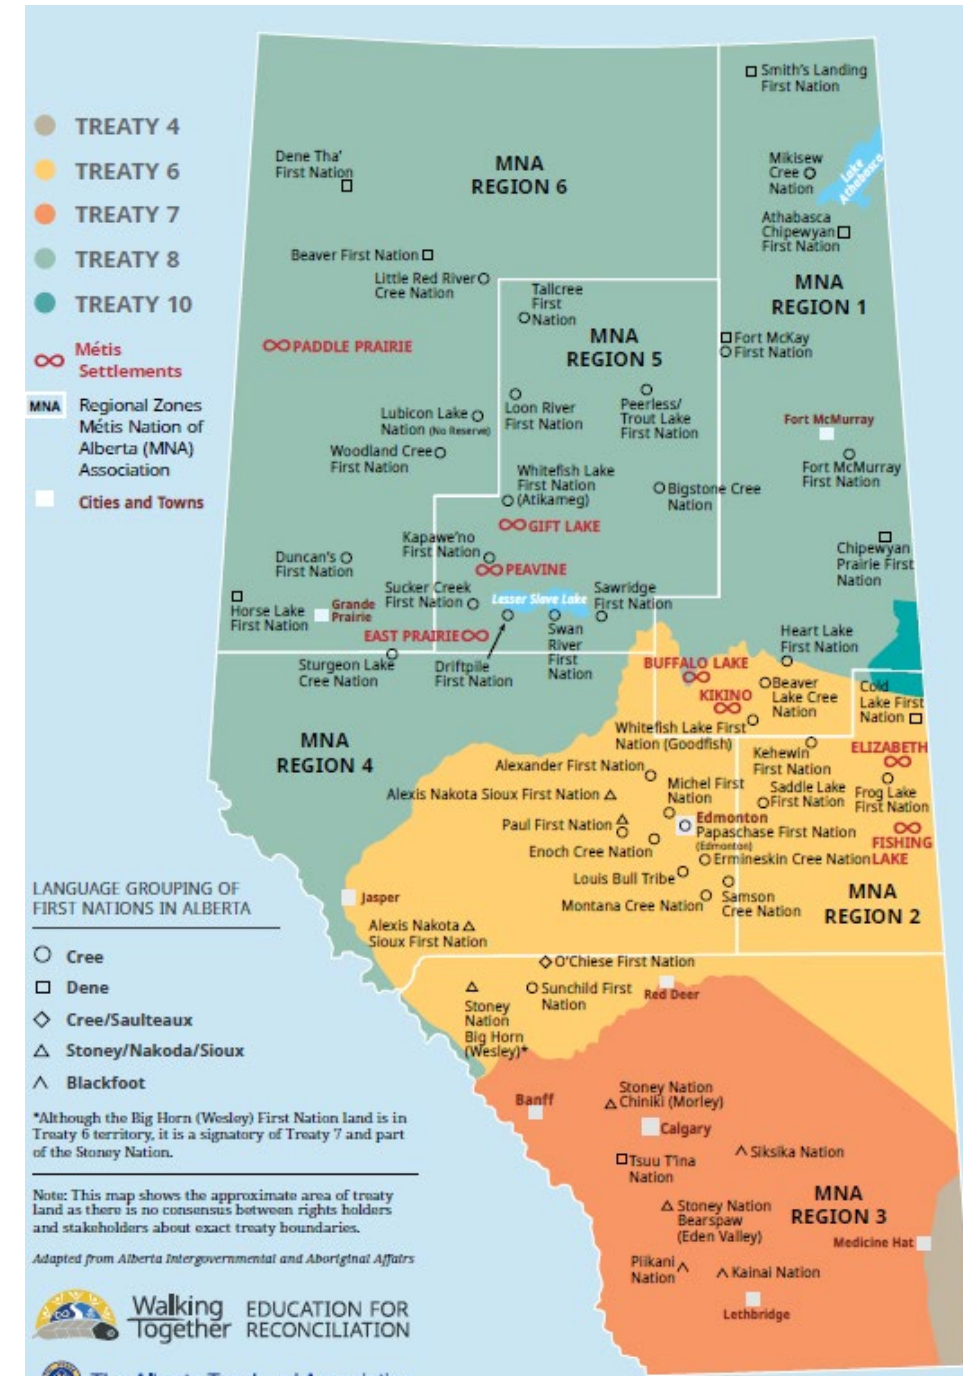 TREATY 4
TREATY 6
TREATY 7
TREATY 8
TREATY 10
Métis
Settlements
MNA
Regional Zones
Métis Nation of
Alberta (MNA)
Association
Cities and Towns
Smith's Landing
First Nation
Dene Tha'
First Nation
MNA
REGION 6
Mikisew
Cree
Nation
Lake
Athabasca
Athabasca
Chipewyan
First Nation
Beaver First Nation
Little Red River
Cree Nation
Tallcree
First
Nation
MNA
REGION 1
MNA
REGION 5
Fort McKay
First Nation
PADDLE PRAIRIE
Lubicon Lake
Nation (No Reserve)
Loon River
First Nation
Peerless/
Trout Lake
First Nation
Fort McMurray
Woodland Cree
First Nation
Fort McMurray
First Nation
Whitefish Lake
First Nation
(Atikameg)
Bigstone Cree
Nation
GIFT LAKE
Kapawe'no
First Nation
PEAVINE
Chipewyan
Prairie First
Nation
Duncan's
First Nation
Sucker Creek
First Nation
Lesser Slave Lake
Sawridge
First Nation
Horse Lake
First Nation
Grande
Prairie
EAST PRAIRIE
Swan
River
First
Nation
Heart Lake
First Nation
Sturgeon Lake
Cree Nation
Driftpile
First Nation
BUFFALO LAKE
KIKINO
Beaver
Lake Cree
Nation
Cold
Lake First
Nation
Whitefish Lake First
Nation (Goodfish)
MNA
REGION 4
Kehewin
First Nation
ELIZABETH
Alexander First Nation
Michel First
Nation
Saddle Lake
First Nation
Frog Lake
First Nation
Alexis Nakota Sioux First Nation
Paul First Nation
Edmonton
Papaschase First Nation
(Edmonton)
FISHING
LAKE
Enoch Cree Nation
Ermineskin Cree Nation
Louis Bull Tribe
Montana Cree Nation
Samson
Cree Nation
MNA
REGION 2
Jasper
Alexis Nakota
Sioux First Nation
O'Chiese First Nation
Sunchild First
Nation
Red Deer
Stoney
Nation
Big Horn
(Wesley)*
Banff
Stoney Nation
Chiniki (Morley)
Calgary
Siksika Nation
Tsuu T'ina
Nation
MNA
REGION 3
Stoney Nation
Bearspaw
(Eden Valley)
Medicine Hat
Piikani
Nation
Kainai Nation
Lethbridge
LANGUAGE GROUPING OF
FIRST NATIONS IN ALBERTA
Cree
Dene
Cree/Saulteaux
Stoney/Nakoda/Sioux
Blackfoot
*Although the Big Horn (Wesley) First Nation land is in
Treaty 6 territory, it is a signatory of Treaty 7 and part
of the Stoney Nation.
Note: This map shows the approximate area of treaty
land as there is no consensus between rights holders
and stakeholders about exact treaty boundaries.
Adapted from Alberta Intergovernmental and Aboriginal Affairs
Walking
Together
EDUCATION FOR
RECONCILIATION